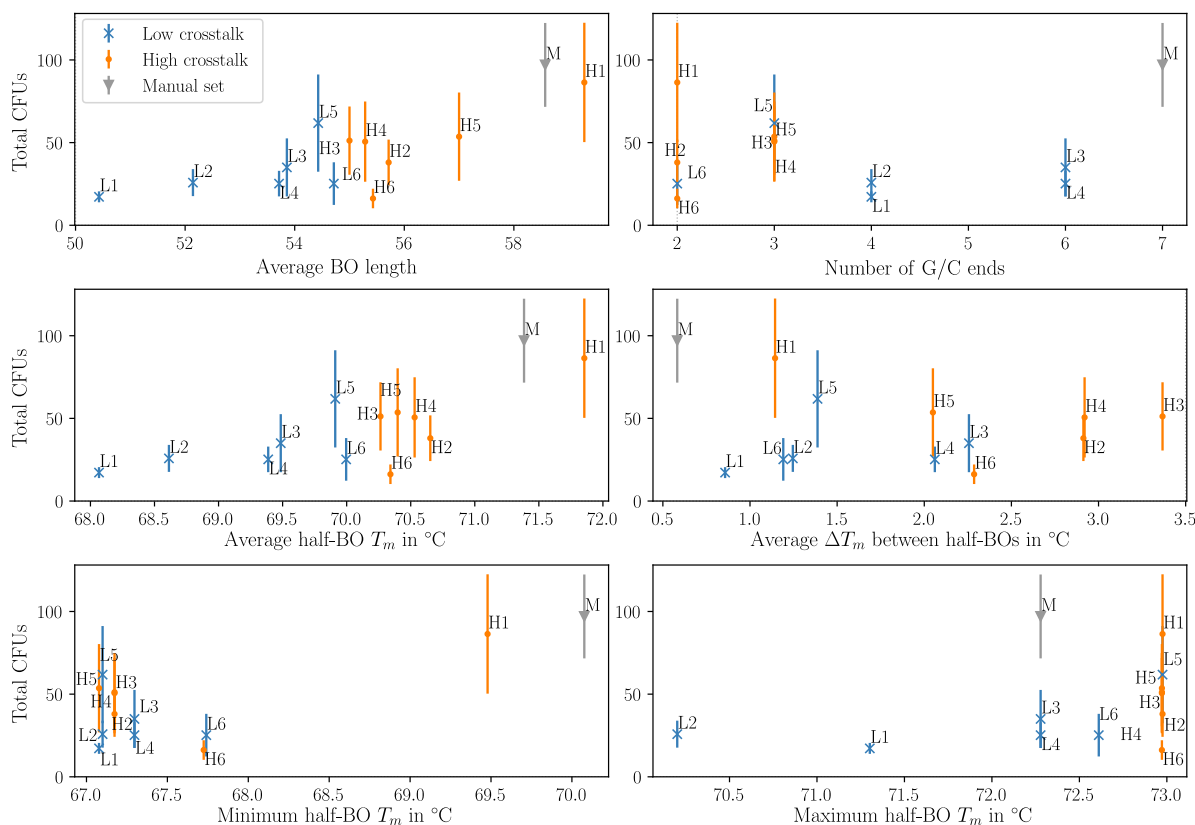 Low crosstalk
High crosstalk
Manual set
Total CFUs
100
50
0
L1
L2
L3
L4
L5
L6
H1
H2
H3
H4
H5
H6
M
50
52
54
56
58
Average BO length
H1
H2
L6
H6
L5
H5
H3
H4
L2
L1
L3
L4
M
2
3
4
5
6
7
Number of G/C ends
Total CFUs
100
50
0
L1
L2
L3
L4
L5
L6
H3
H5
H4
H2
H6
M
H1
68.0
68.5
69.0
69.5
70.0
70.5
71.0
71.5
72.0
Average half-BO Tm in °C
M
H1
L5
L1
L6
L2
H5
L4
L3
H6
H4
H2
H3
0.5
1.0
1.5
2.0
2.5
3.0
3.5
Average ΔTm between half-BOs in °C
Total CFUs
100
50
0
L5
H5
H3
H4
H2
L3
L2
L1
L4
L6
H6
H1
M
67.0
67.5
68.0
68.5
69.0
69.5
70.0
Minimum half-BO Tm in °C
L2
L1
M
L3
L4
L6
H4
H1
L5
H5
H3
H2
H6
70.5
71.0
71.5
72.0
72.5
73.0
Maximum half-BO Tm in °C